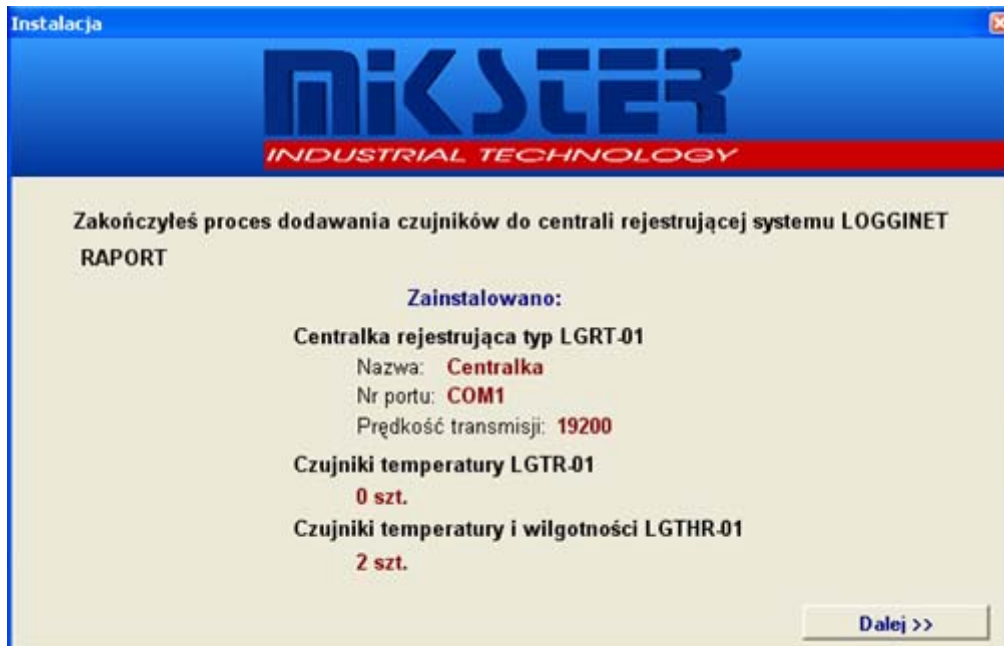 Instalacja
MIKSTER
INDUSTRIAL TECHNOLOGY
Zakończyłeś proces dodawania czujników do centrali rejestrującej systemu LOGGINET
RAPORT
Zainstalowano:
Centralka rejestrująca typ LGRT-01
Nazwa: Centralka
Nr portu: COM1
Prędkość transmisji: 19200
Czujniki temperatury LGTR-01
0 szt.
Czujniki temperatury i wilgotności LGTHR-01
2 szt.
Dalej >>